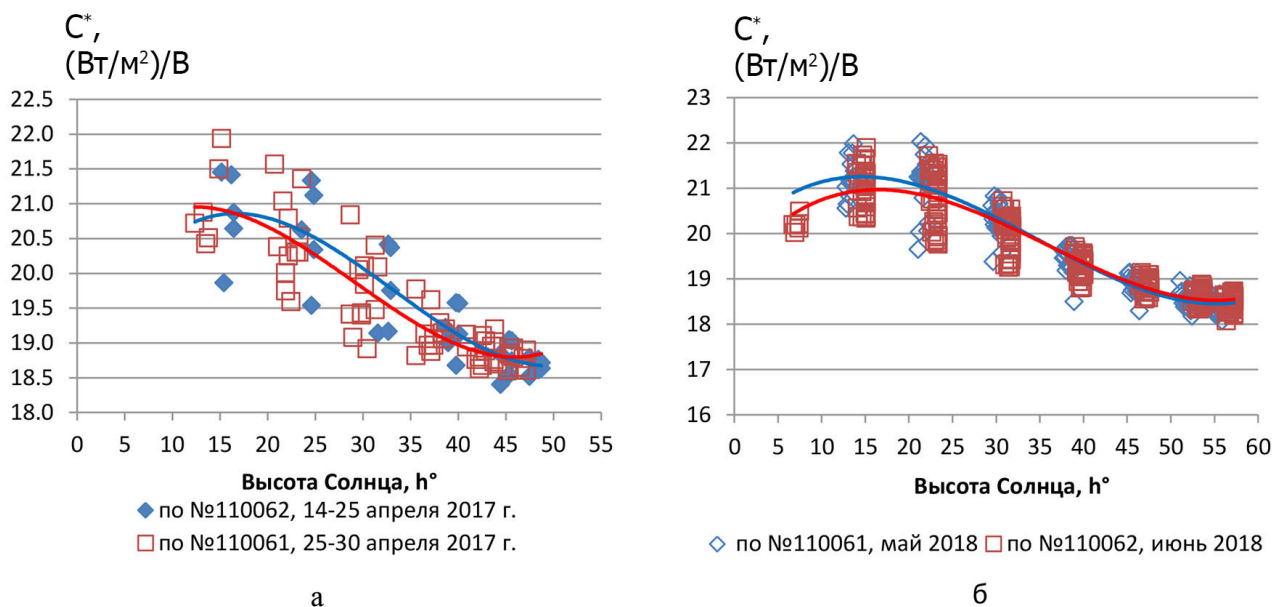 C*,
(Вт/м²)/В
22.5
22.0
21.5
21.0
20.5
20.0
19.5
19.0
18.5
18.0
0 5 10 15 20 25 30 35 40 45 50 55
Высота Солнца, h°
по №110062, 14-25 апреля 2017 г.
по №110061, 25-30 апреля 2017 г.
а
C*,
(Вт/м²)/В
23
22
21
20
19
18
17
16
0 5 10 15 20 25 30 35 40 45 50 55 60
Высота Солнца, h°
по №110061, май 2018 по №110062, июнь 2018
б